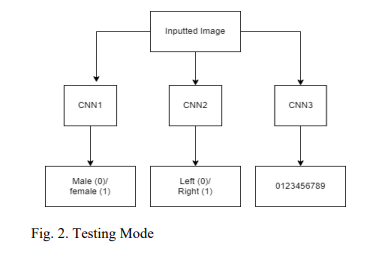 Inputted Image
CNN1
CNN2
CNN3
Male (0)/
female (1)
Left (0)/
Right (1)
0123456789
Fig. 2. Testing Mode